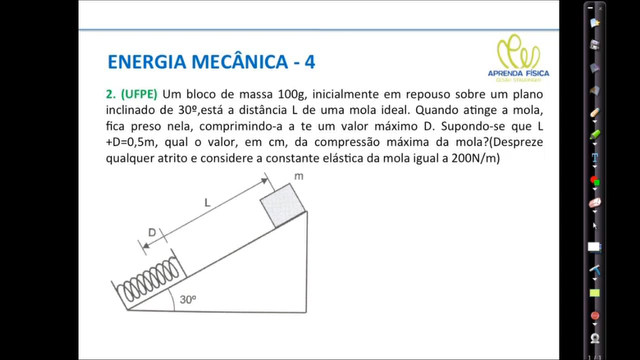 ENERGIA MECÂNICA - 4
APRENDA FÍSICA
2. (UFPE) Um bloco de massa 100g, inicialmente em repouso sobre um plano
inclinado de 30º,está a distância L de uma mola ideal. Quando atinge a mola,
fica preso nela, comprimindo-a a te um valor máximo D. Supondo-se que L
+D=0,5m, qual o valor, em cm, da compressão máxima da mola?(Despreze
qualquer atrito e considere a constante elástica da mola igual a 200N/m)
m
L
D
30º